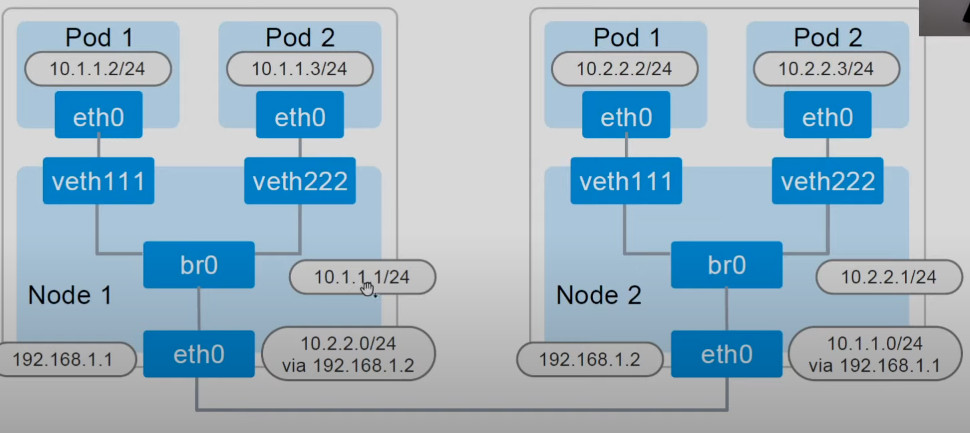 Pod 1
10.1.1.2/24
eth0
veth111
Pod 2
10.1.1.3/24
eth0
veth222
br0
10.1.1.1/24
Node 1
192.168.1.1
eth0
10.2.2.0/24
via 192.168.1.2
Pod 1
10.2.2.2/24
eth0
veth111
Pod 2
10.2.2.3/24
eth0
veth222
br0
10.2.2.1/24
Node 2
192.168.1.2
eth0
10.1.1.0/24
via 192.168.1.1